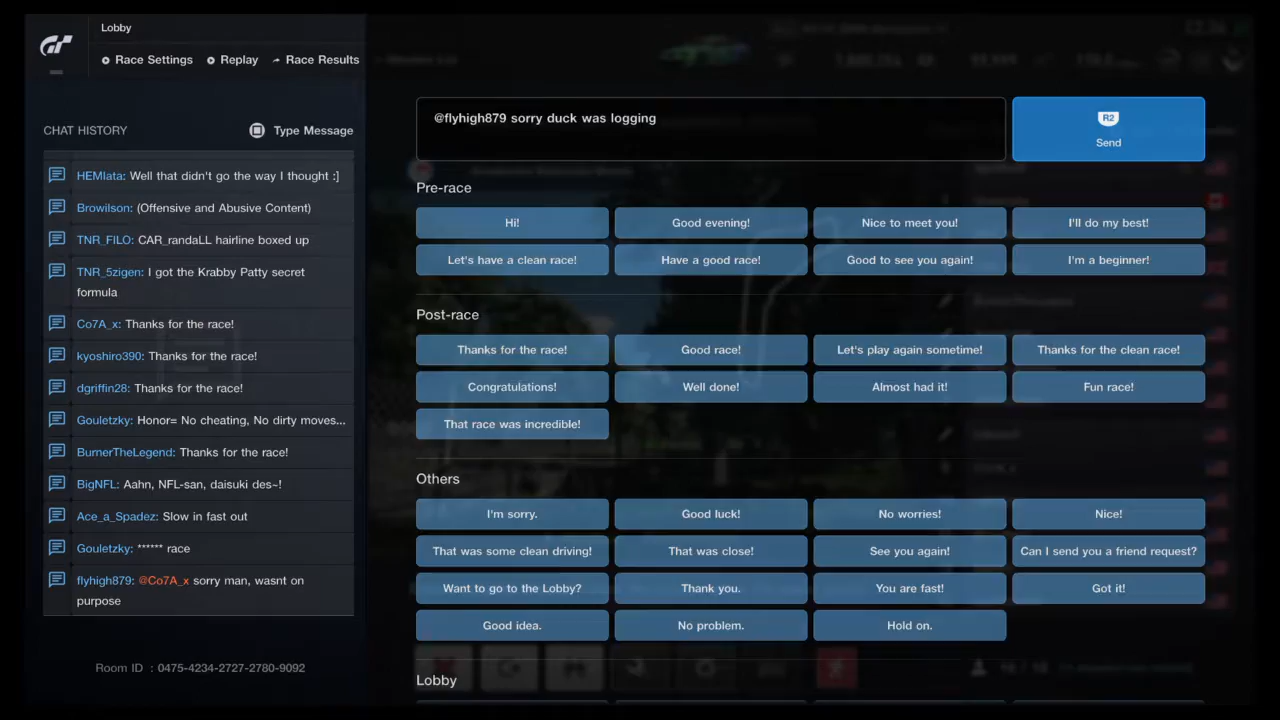 Lobby
Race Settings
Replay
Race Results
CHAT HISTORY
Type Message
HEMIata: Well that didn't go the way I thought :]
Browilson: (Offensive and Abusive Content)
TNR_FILO: CAR_randaLL hairline boxed up
TNR_5zigen: I got the Krabby Patty secret
formula
Co7A_x: Thanks for the race!
kyoshiro390: Thanks for the race!
dgriffin28: Thanks for the race!
Gouletzky: Honor= No cheating, No dirty moves...
BurnerTheLegend: Thanks for the race!
BigNFL: Aahn, NFL-san, daisuki des~!
Ace_a_Spadez: Slow in fast out
Gouletzky: ****** race
flyhigh879: @Co7A_x sorry man, wasnt on
purpose
Room ID : 0475-4234-2727-2780-9092
@flyhigh879 sorry duck was logging
R2
Send
Pre-race
Hi!
Good evening!
Nice to meet you!
I'll do my best!
Let's have a clean race!
Have a good race!
Good to see you again!
I'm a beginner!
Post-race
Thanks for the race!
Good race!
Let's play again sometime!
Thanks for the clean race!
Congratulations!
Well done!
Almost had it!
Fun race!
That race was incredible!
Others
I'm sorry.
Good luck!
No worries!
Nice!
That was some clean driving!
That was close!
See you again!
Can I send you a friend request?
Want to go to the Lobby?
Thank you.
You are fast!
Got it!
Good idea.
No problem.
Hold on.
Lobby